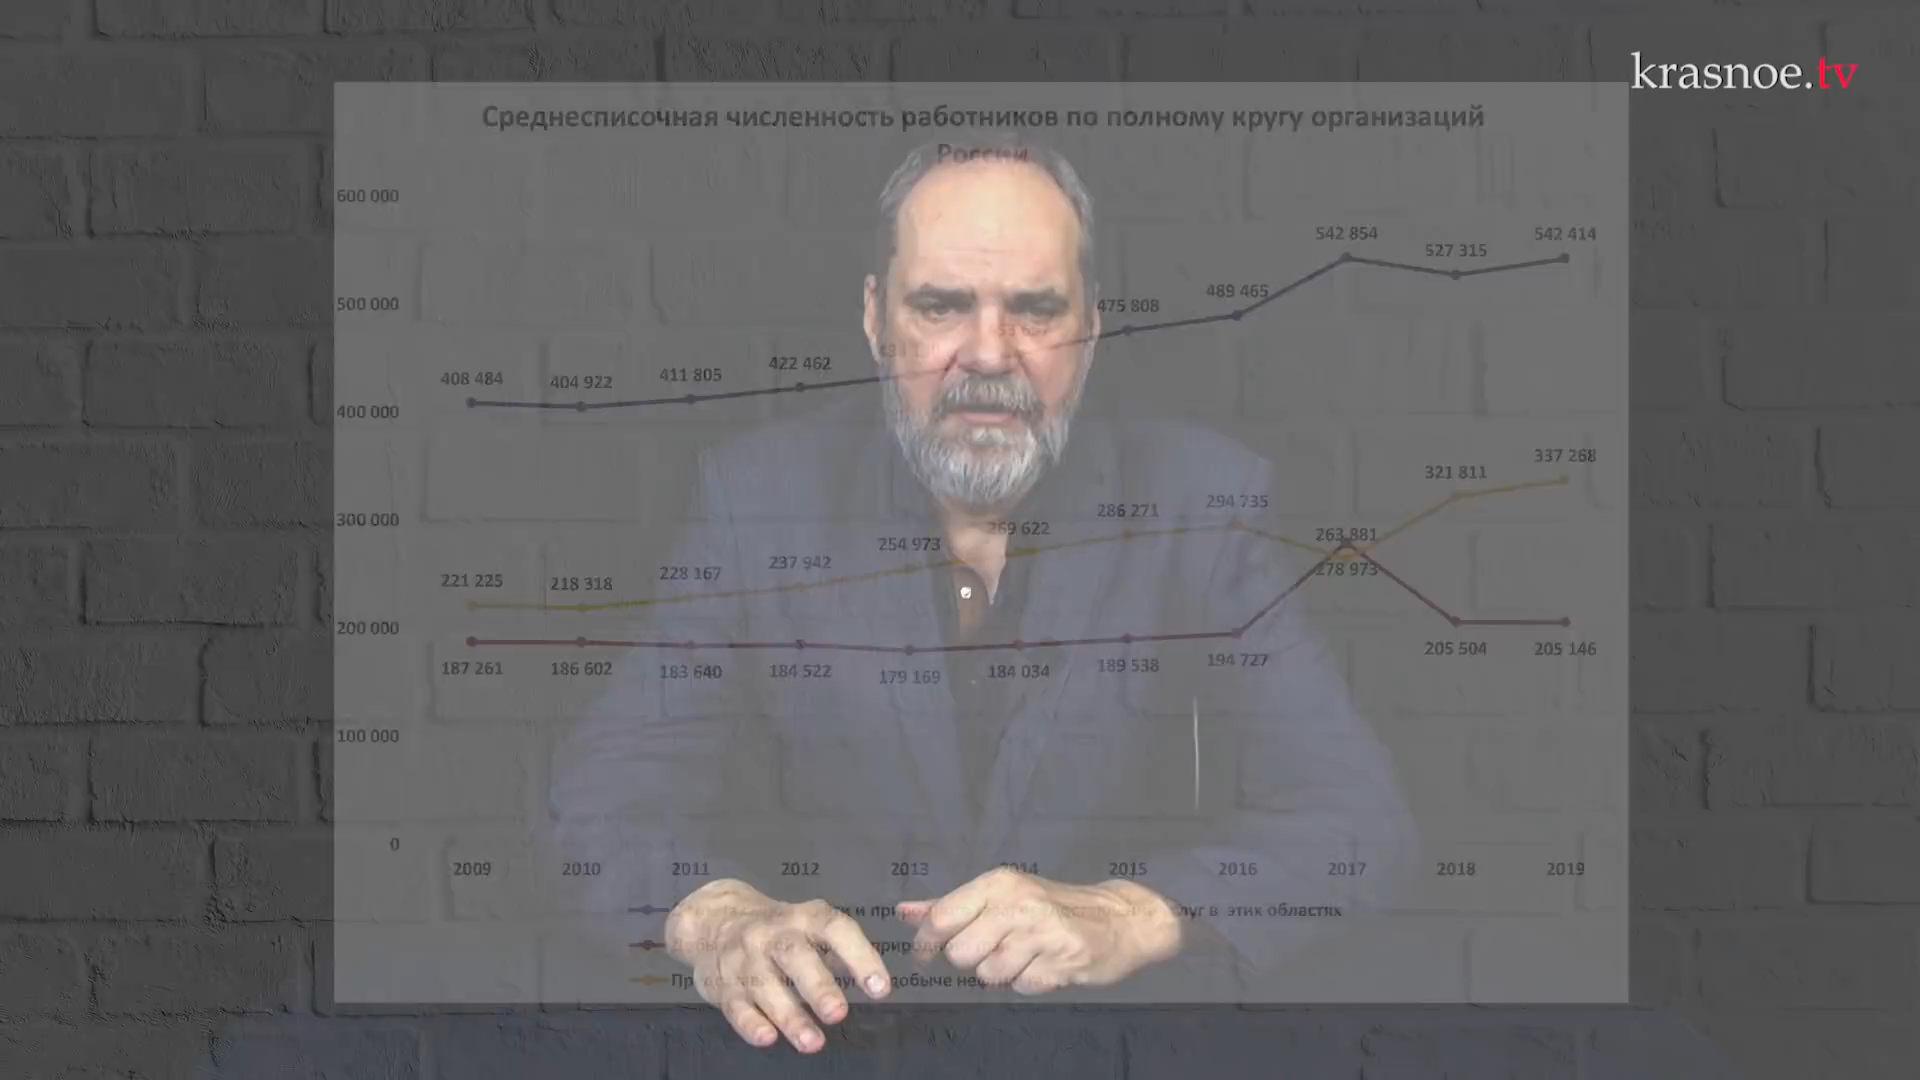 krasnoe.tv
Среднесписочная численность работников по полному кругу организаций
России
600 000
500 000
400 000
300 000
200 000
100 000
0
408 484 404 922 411 805 422 462 475 808 489 465 542 854 527 315 542 414
221 225 218 318 228 167 237 942 254 973 269 622 286 271 294 735 263 881 321 811 337 268
187 261 186 602 183 640 184 522 179 169 184 034 189 538 194 727 278 973 205 504 205 146
2009 2010 2011 2012 2013 2014 2015 2016 2017 2018 2019
и в этих областях
добыче